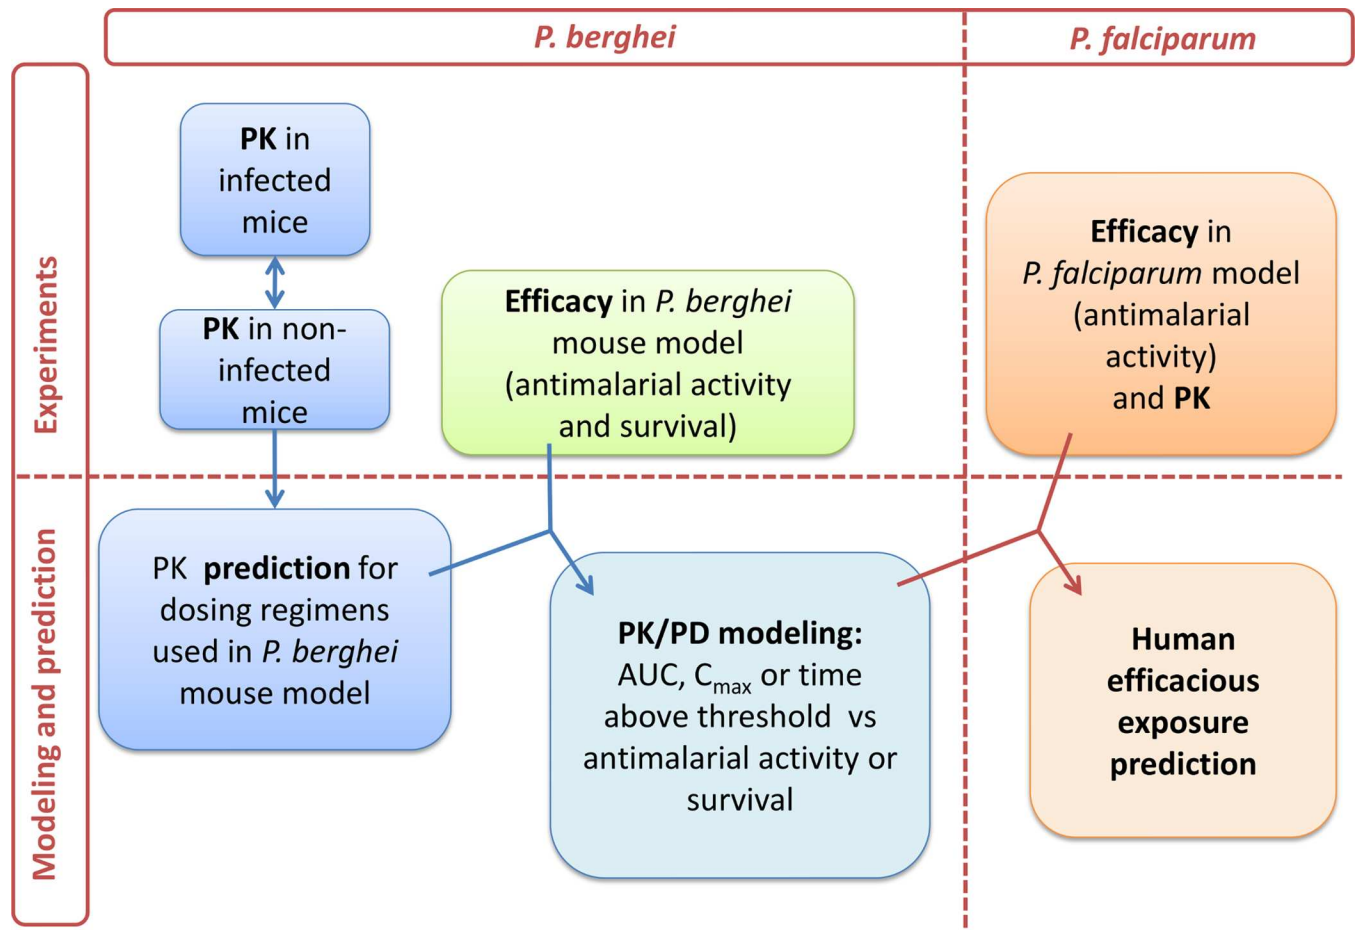 P. berghei
P. falciparum
Experiments
PK in
infected
mice
PK in non-
infected
mice
Efficacy in P. berghei
mouse model
(antimalarial activity
and survival)
Efficacy in
P. falciparum model
(antimalarial
activity)
and PK
Modeling and prediction
PK prediction for
dosing regimens
used in P. berghei
mouse model
PK/PD modeling:
AUC, Cmax or time
above threshold vs
antimalarial activity or
survival
Human
efficacious
exposure
prediction